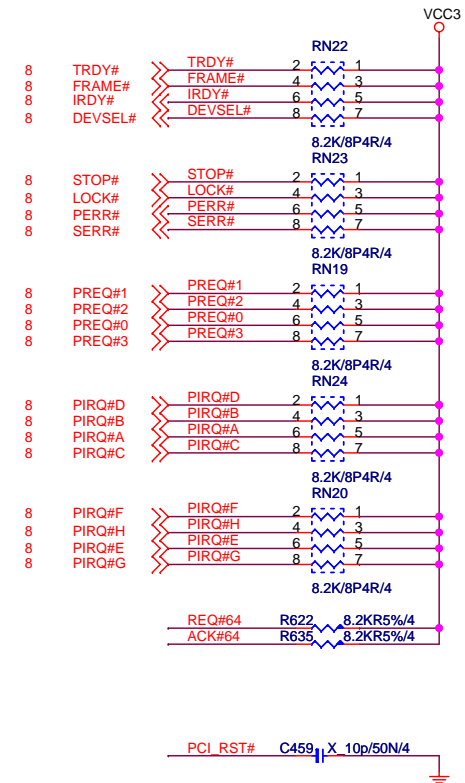 VCC3
RN22
8 TRDY# TRDY# 2 1
8 FRAME# FRAME# 4 3
8 IRDY# IRDY# 6 5
8 DEVSEL# DEVSEL# 8 7
8.2K/8P4R/4
RN23
8 STOP# STOP# 2 1
8 LOCK# LOCK# 4 3
8 PERR# PERR# 6 5
8 SERR# SERR# 8 7
8.2K/8P4R/4
RN19
8 PREQ#1 PREQ#1 2 1
8 PREQ#2 PREQ#2 4 3
8 PREQ#0 PREQ#0 6 5
8 PREQ#3 PREQ#3 8 7
8.2K/8P4R/4
RN24
8 PIRQ#D PIRQ#D 2 1
8 PIRQ#B PIRQ#B 4 3
8 PIRQ#A PIRQ#A 6 5
8 PIRQ#C PIRQ#C 8 7
8.2K/8P4R/4
RN20
8 PIRQ#F PIRQ#F 2 1
8 PIRQ#H PIRQ#H 4 3
8 PIRQ#E PIRQ#E 6 5
8 PIRQ#G PIRQ#G 8 7
8.2K/8P4R/4
REQ#64 R622 8.2KR5%/4
ACK#64 R635 8.2KR5%/4
PCI_RST# C459 X_10p/50N/4